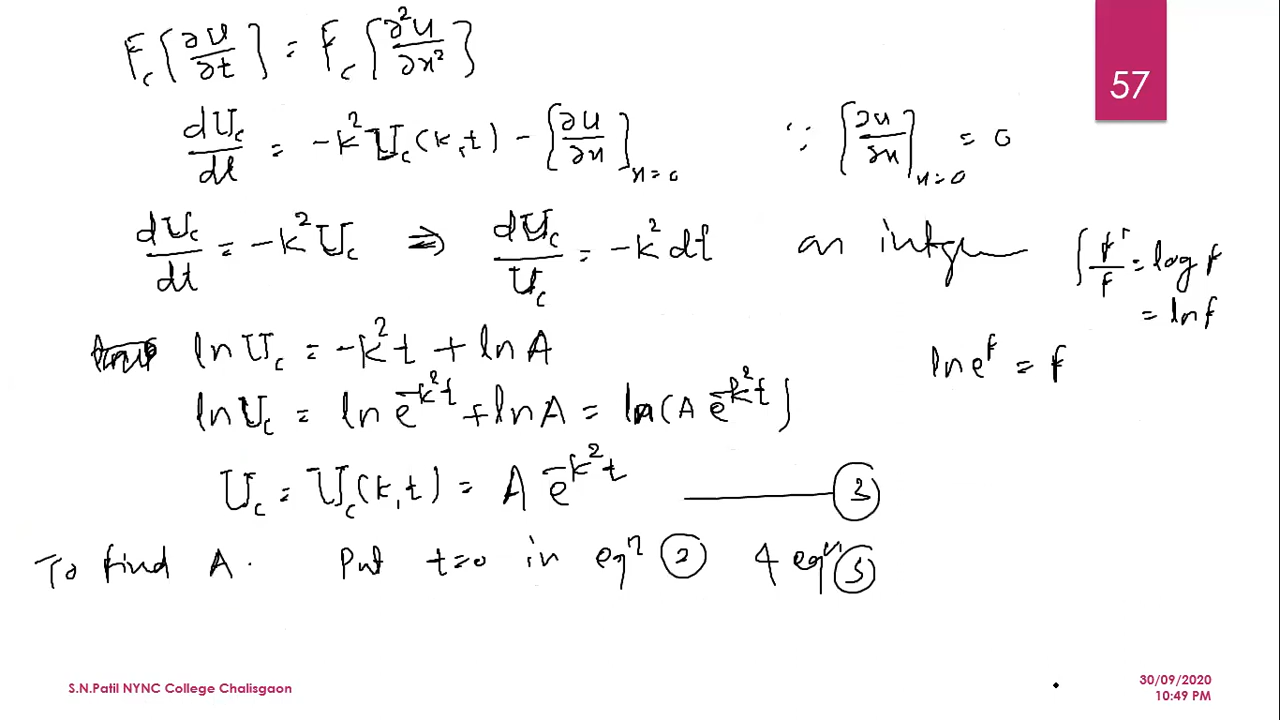 57
F_c {∂U/∂t} = F_c {∂²U/∂x²}
dU_c/dt = -k² U_c(k,t) - [∂u/∂x]_{x=0} ∵ [∂u/∂x]_{x=0} = 0
dU_c/dt = -k² U_c ⇒ dU_c/U_c = -k² dt on
∫ f'/f = log f
= ln f
ln U_c = -k² t + ln A
ln e^f = f
ln U_c = ln e^{-k²t} + ln A = ln(A e^{-k²t})
U_c = U_c(k,t) = A e^{-k²t} ——— ③
To find A. Put t=0 in eqⁿ ② & eqⁿ ③
S.N.Patil NYNC College Chalisgaon
30/09/2020
10:49 PM